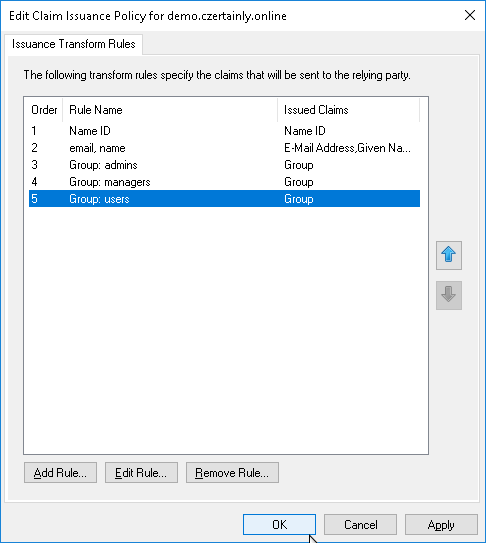 Edit Claim Issuance Policy for demo.czertainly.online
Issuance Transform Rules
The following transform rules specify the claims that will be sent to the relying party.
Order Rule Name Issued Claims
1 Name ID Name ID
2 email, name E-Mail Address,Given Na...
3 Group: admins Group
4 Group: managers Group
5 Group: users Group
Add Rule... Edit Rule... Remove Rule...
OK Cancel Apply